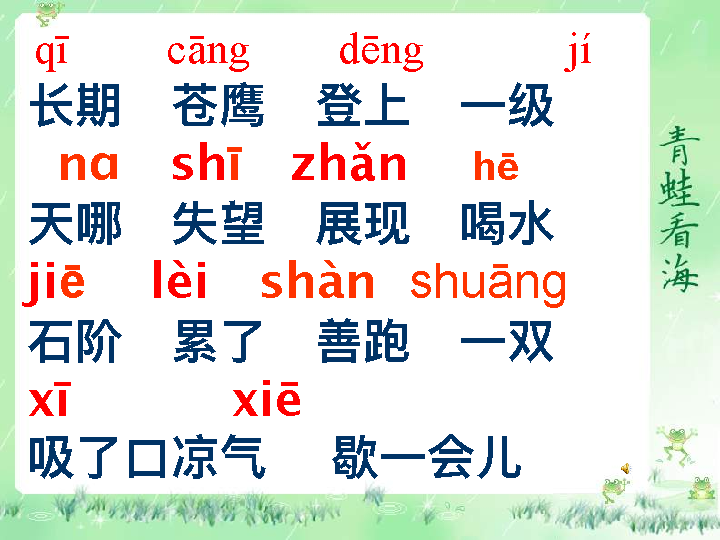 qī cāng dēng jí
长期 苍鹰 登上 一级
nɑ shī zhǎn hē
天哪 失望 展现 喝水
jiē lèi shàn shuāng
石阶 累了 善跑 一双
xī xiē
吸了口凉气 歇一会儿
青蛙看海